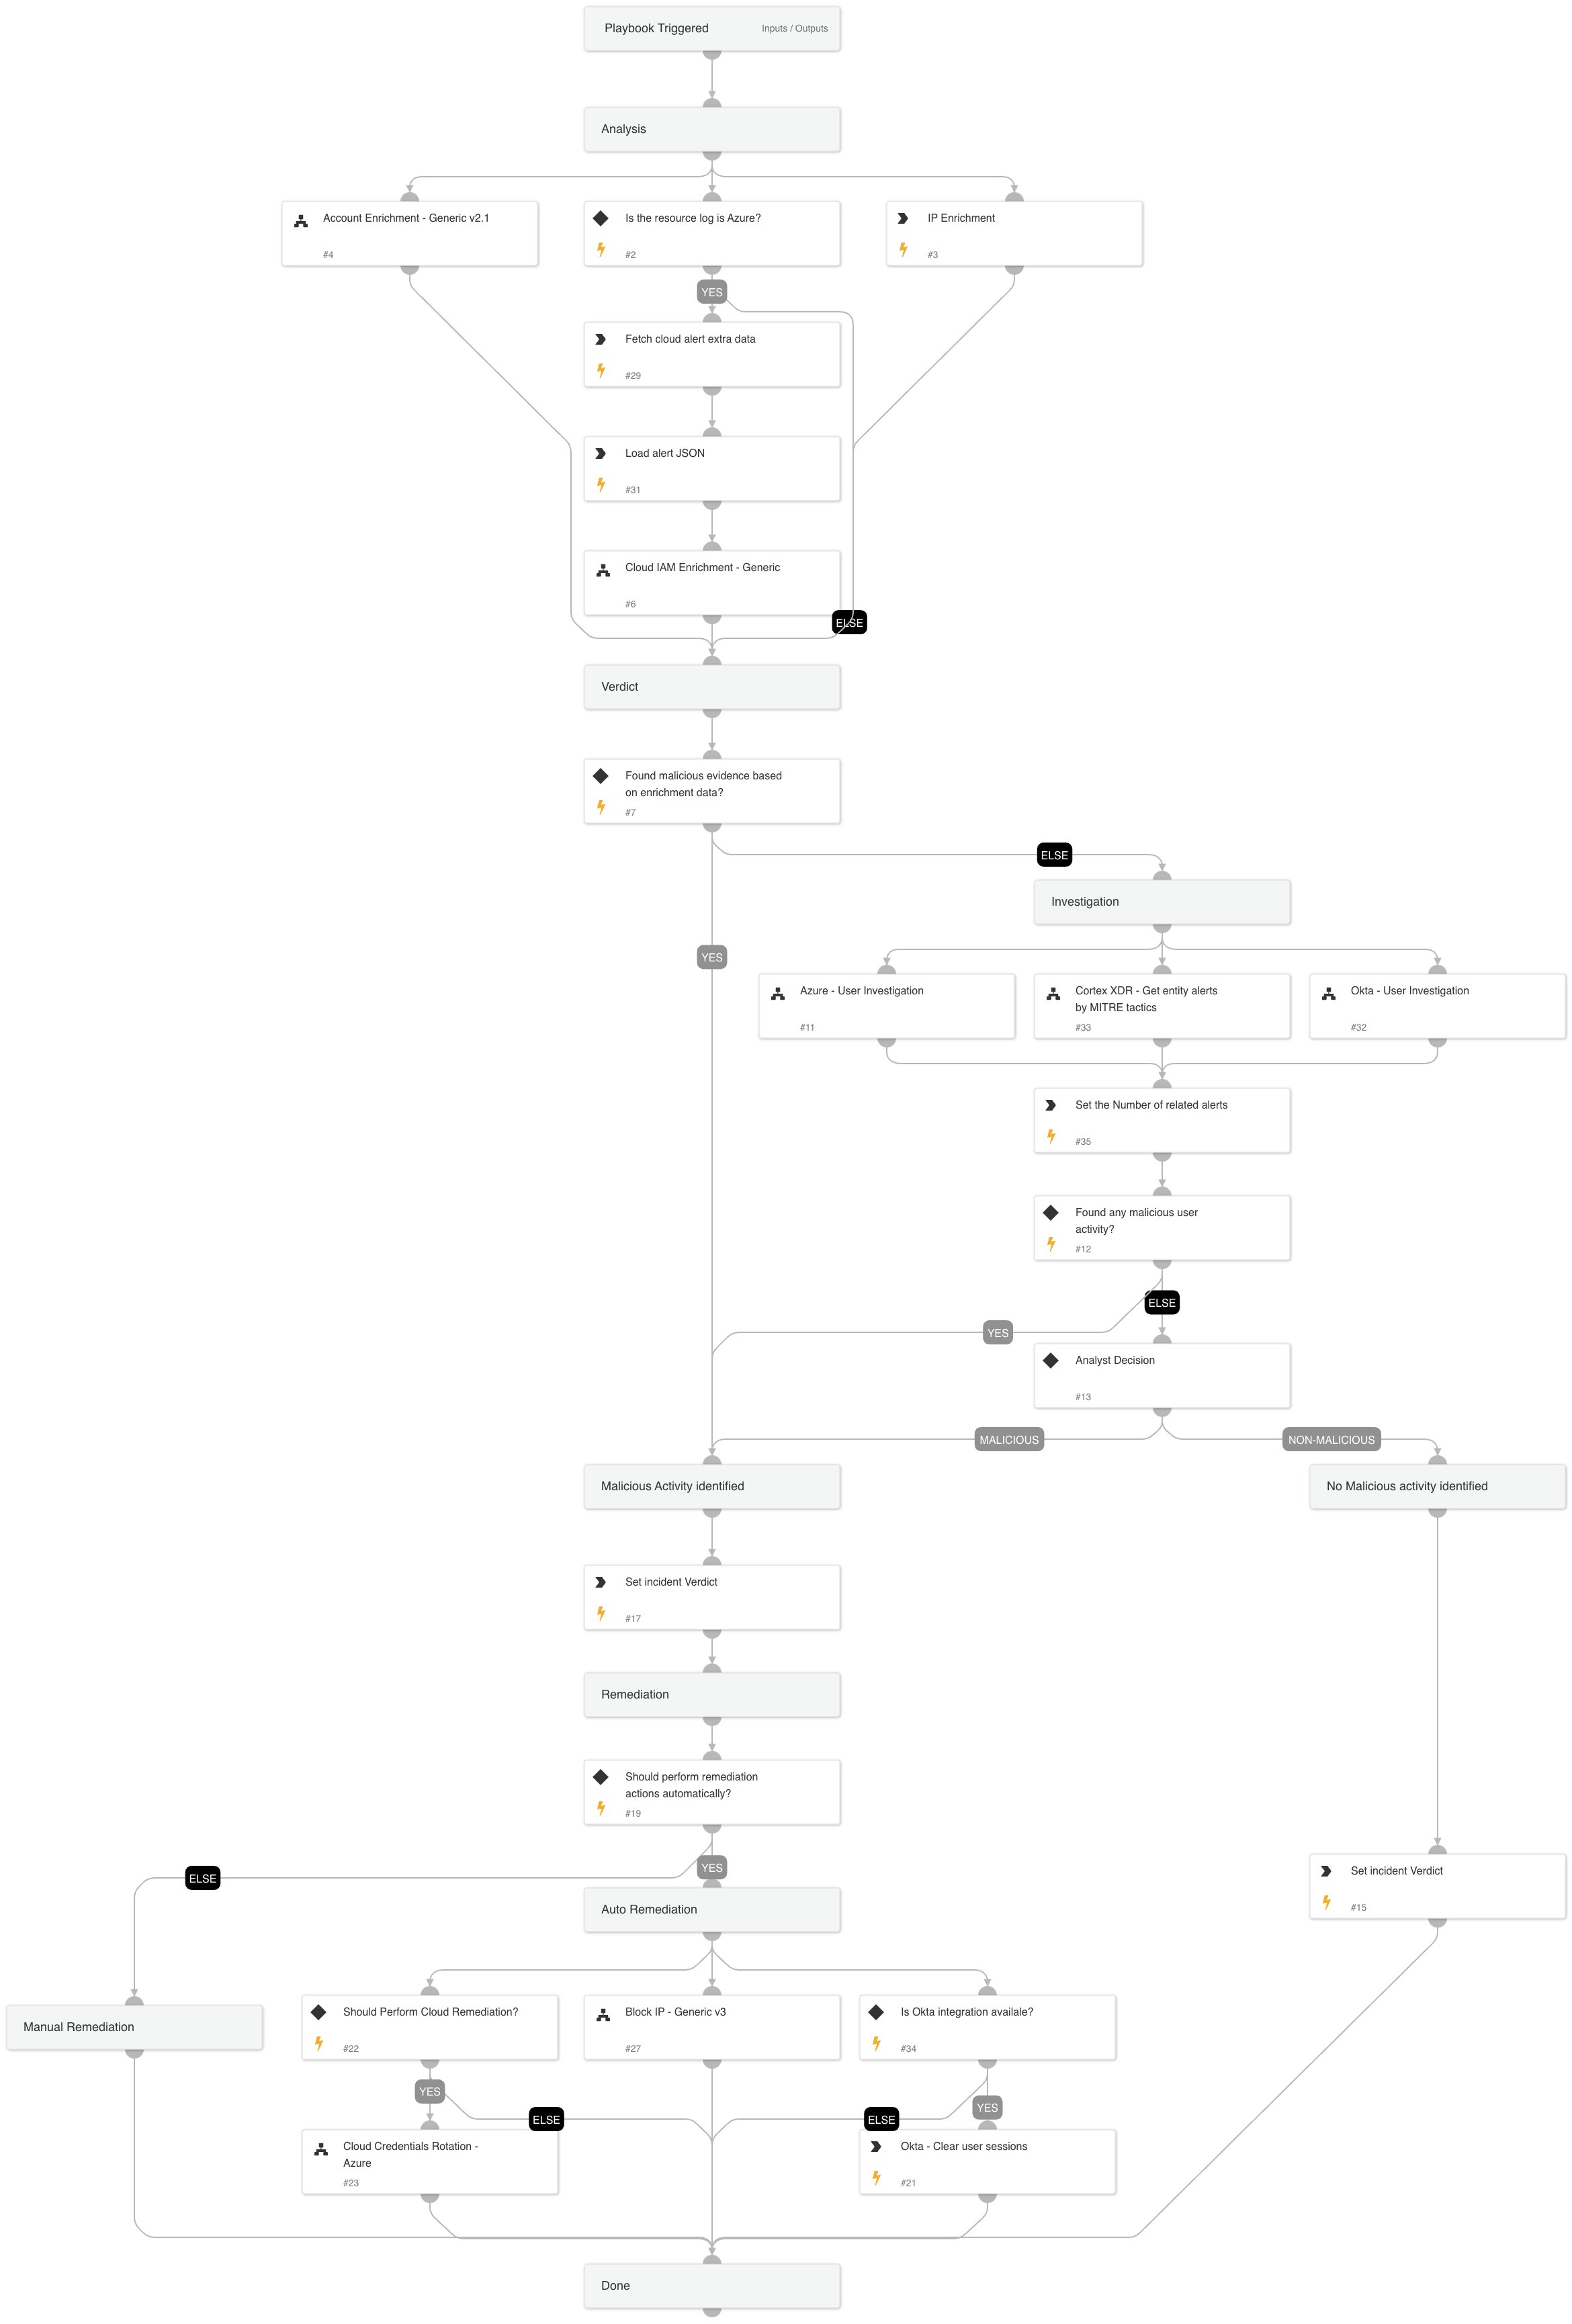 Playbook Triggered
Inputs / Outputs
Analysis
Account Enrichment - Generic v2.1
#4
Is the resource log is Azure?
#2
IP Enrichment
#3
YES
Fetch cloud alert extra data
#29
Load alert JSON
#31
Cloud IAM Enrichment - Generic
#6
ELSE
Verdict
Found malicious evidence based
on enrichment data?
#7
ELSE
Investigation
YES
Azure - User Investigation
#11
Cortex XDR - Get entity alerts
by MITRE tactics
#33
Okta - User Investigation
#32
Set the Number of related alerts
#35
Found any malicious user
activity?
#12
ELSE
YES
Analyst Decision
#13
MALICIOUS
NON-MALICIOUS
Malicious Activity identified
No Malicious activity identified
Set incident Verdict
#17
Remediation
Should perform remediation
actions automatically?
#19
YES
ELSE
Set incident Verdict
#15
Auto Remediation
Manual Remediation
Should Perform Cloud Remediation?
#22
Block IP - Generic v3
#27
Is Okta integration availale?
#34
YES
ELSE
ELSE
YES
Cloud Credentials Rotation -
Azure
#23
Okta - Clear user sessions
#21
Done